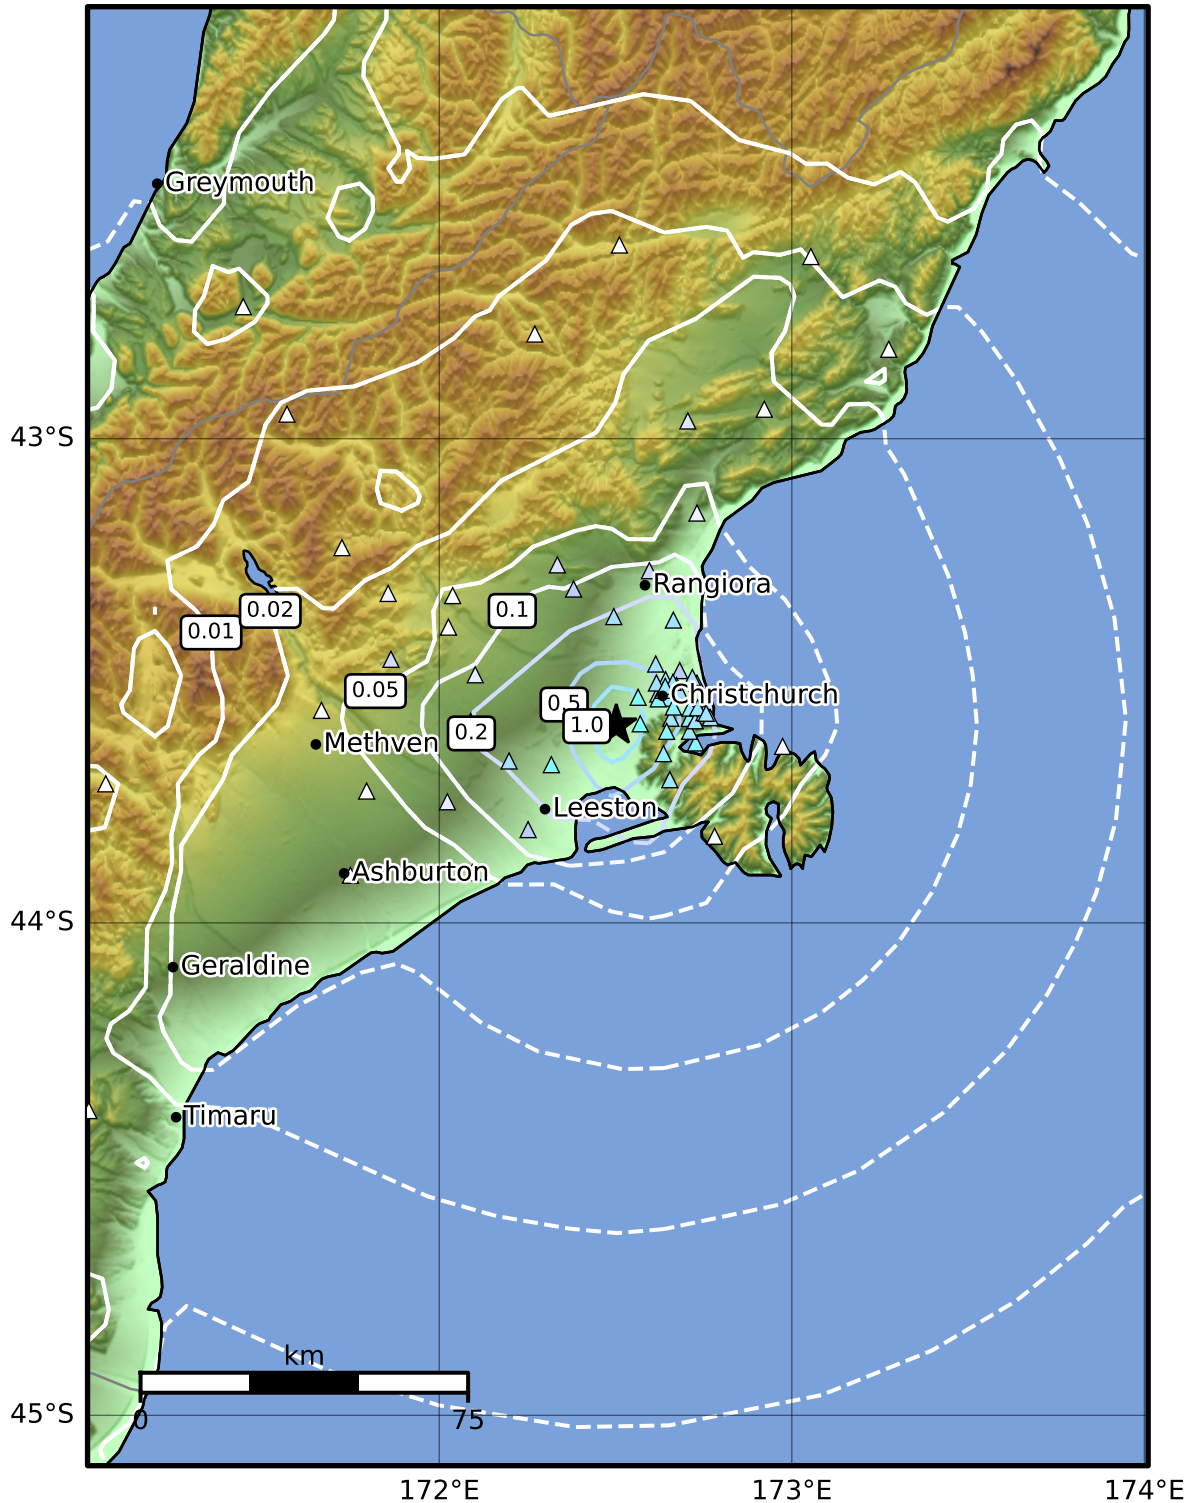 Greymouth
43°S
Rangiora
0.02
0.1
0.01
0.05
Christchurch
0.5
1.0
0.2
Methven
Leeston
Ashburton
44°S
Geraldine
Timaru
km
0
75
45°S
172°E
173°E
174°E